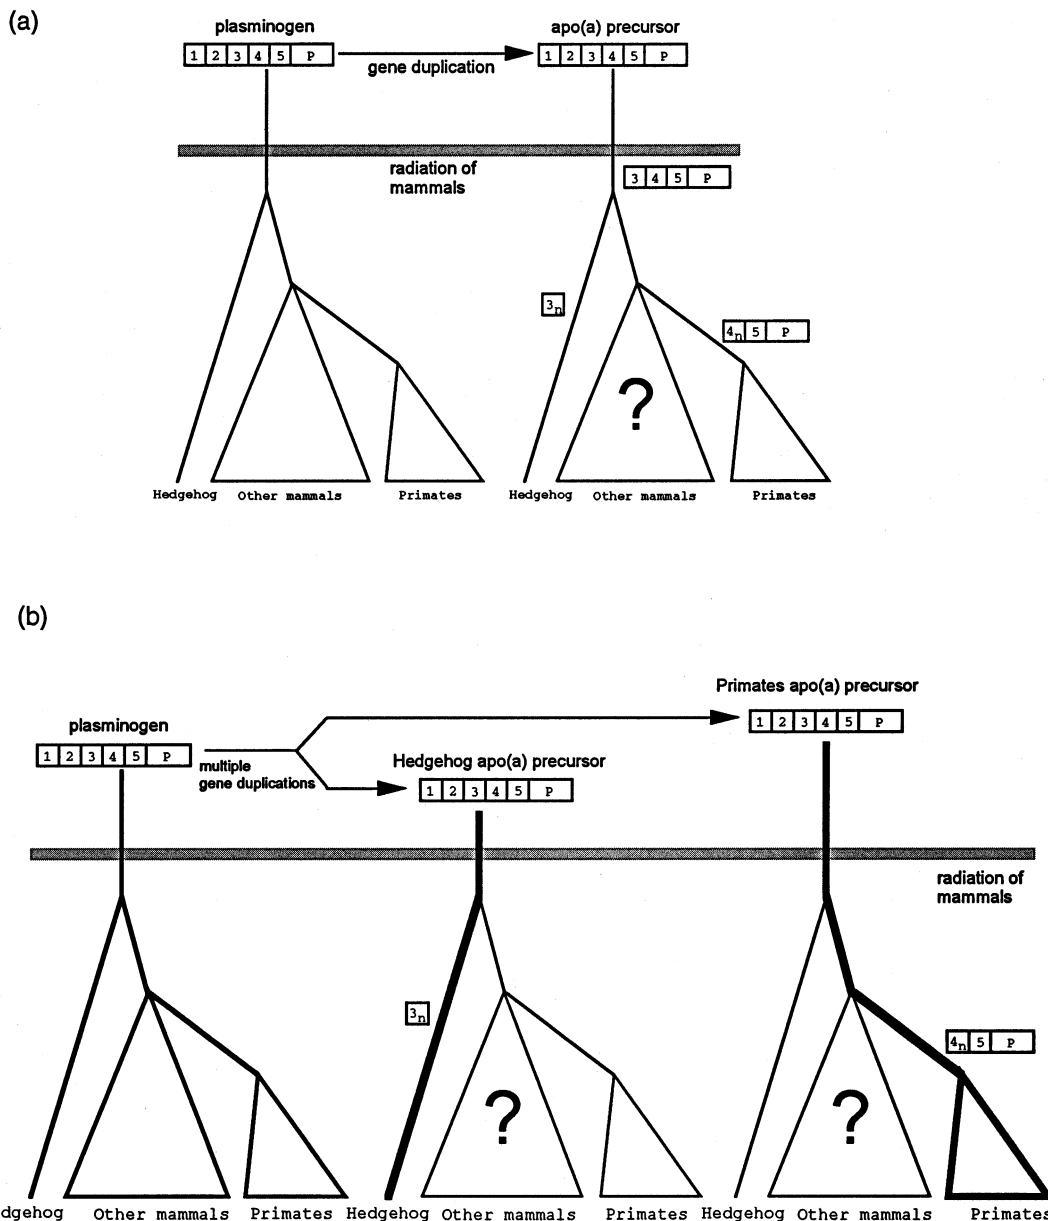 (a)
plasminogen
apo(a) precursor
1 2 3 4 5 P
1 2 3 4 5 P
gene duplication
radiation of
mammals
3 4 5 P
3n
4n 5 P
?
Hedgehog Other mammals Primates
Hedgehog Other mammals Primates
(b)
Primates apo(a) precursor
1 2 3 4 5 P
plasminogen
1 2 3 4 5 P
multiple
gene duplications
Hedgehog apo(a) precursor
1 2 3 4 5 P
radiation of
mammals
3n
4n 5 P
?
?
dgehog Other mammals Primates
Hedgehog Other mammals Primates
Hedgehog Other mammals Primates